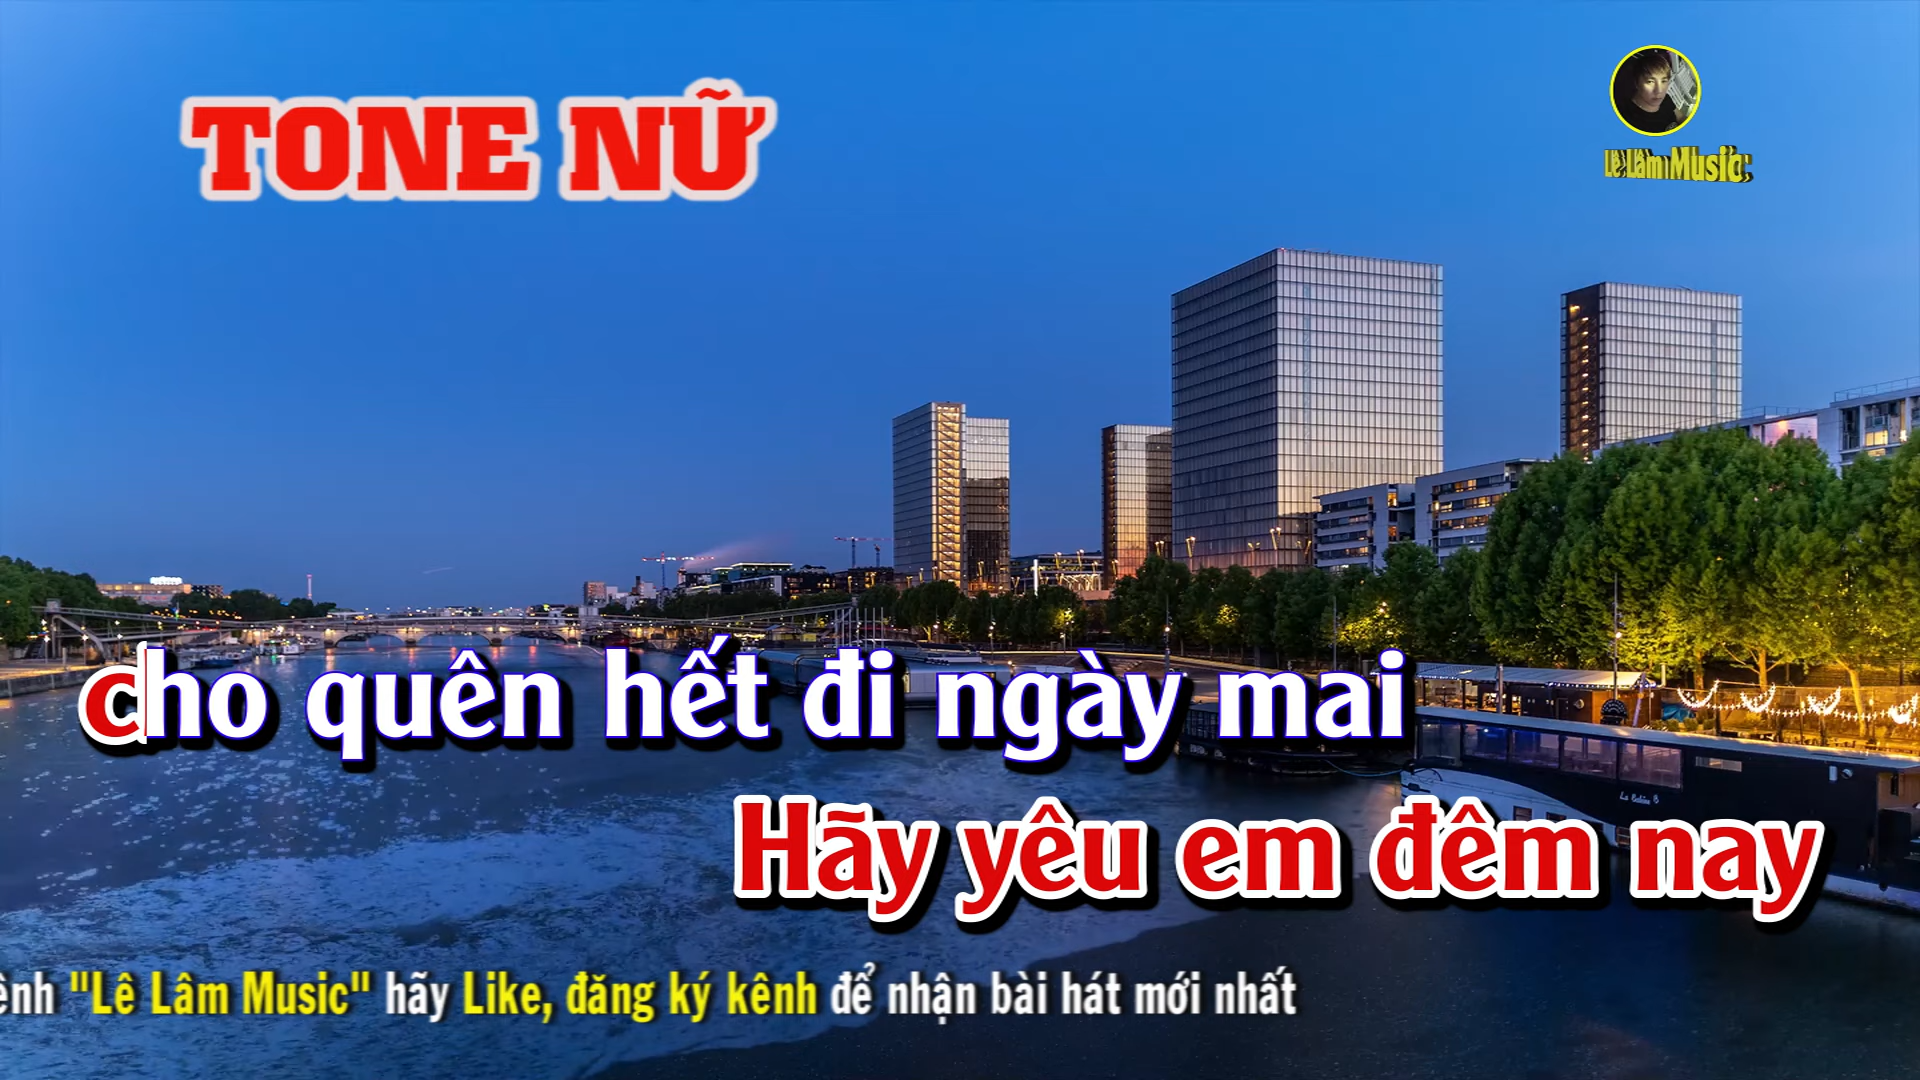 TONE NỮ
Lê Lâm Music
cho quên hết đi ngày mai
Hãy yêu em đêm nay
ênh "Lê Lâm Music" hãy Like, đăng ký kênh để nhận bài hát mới nhất